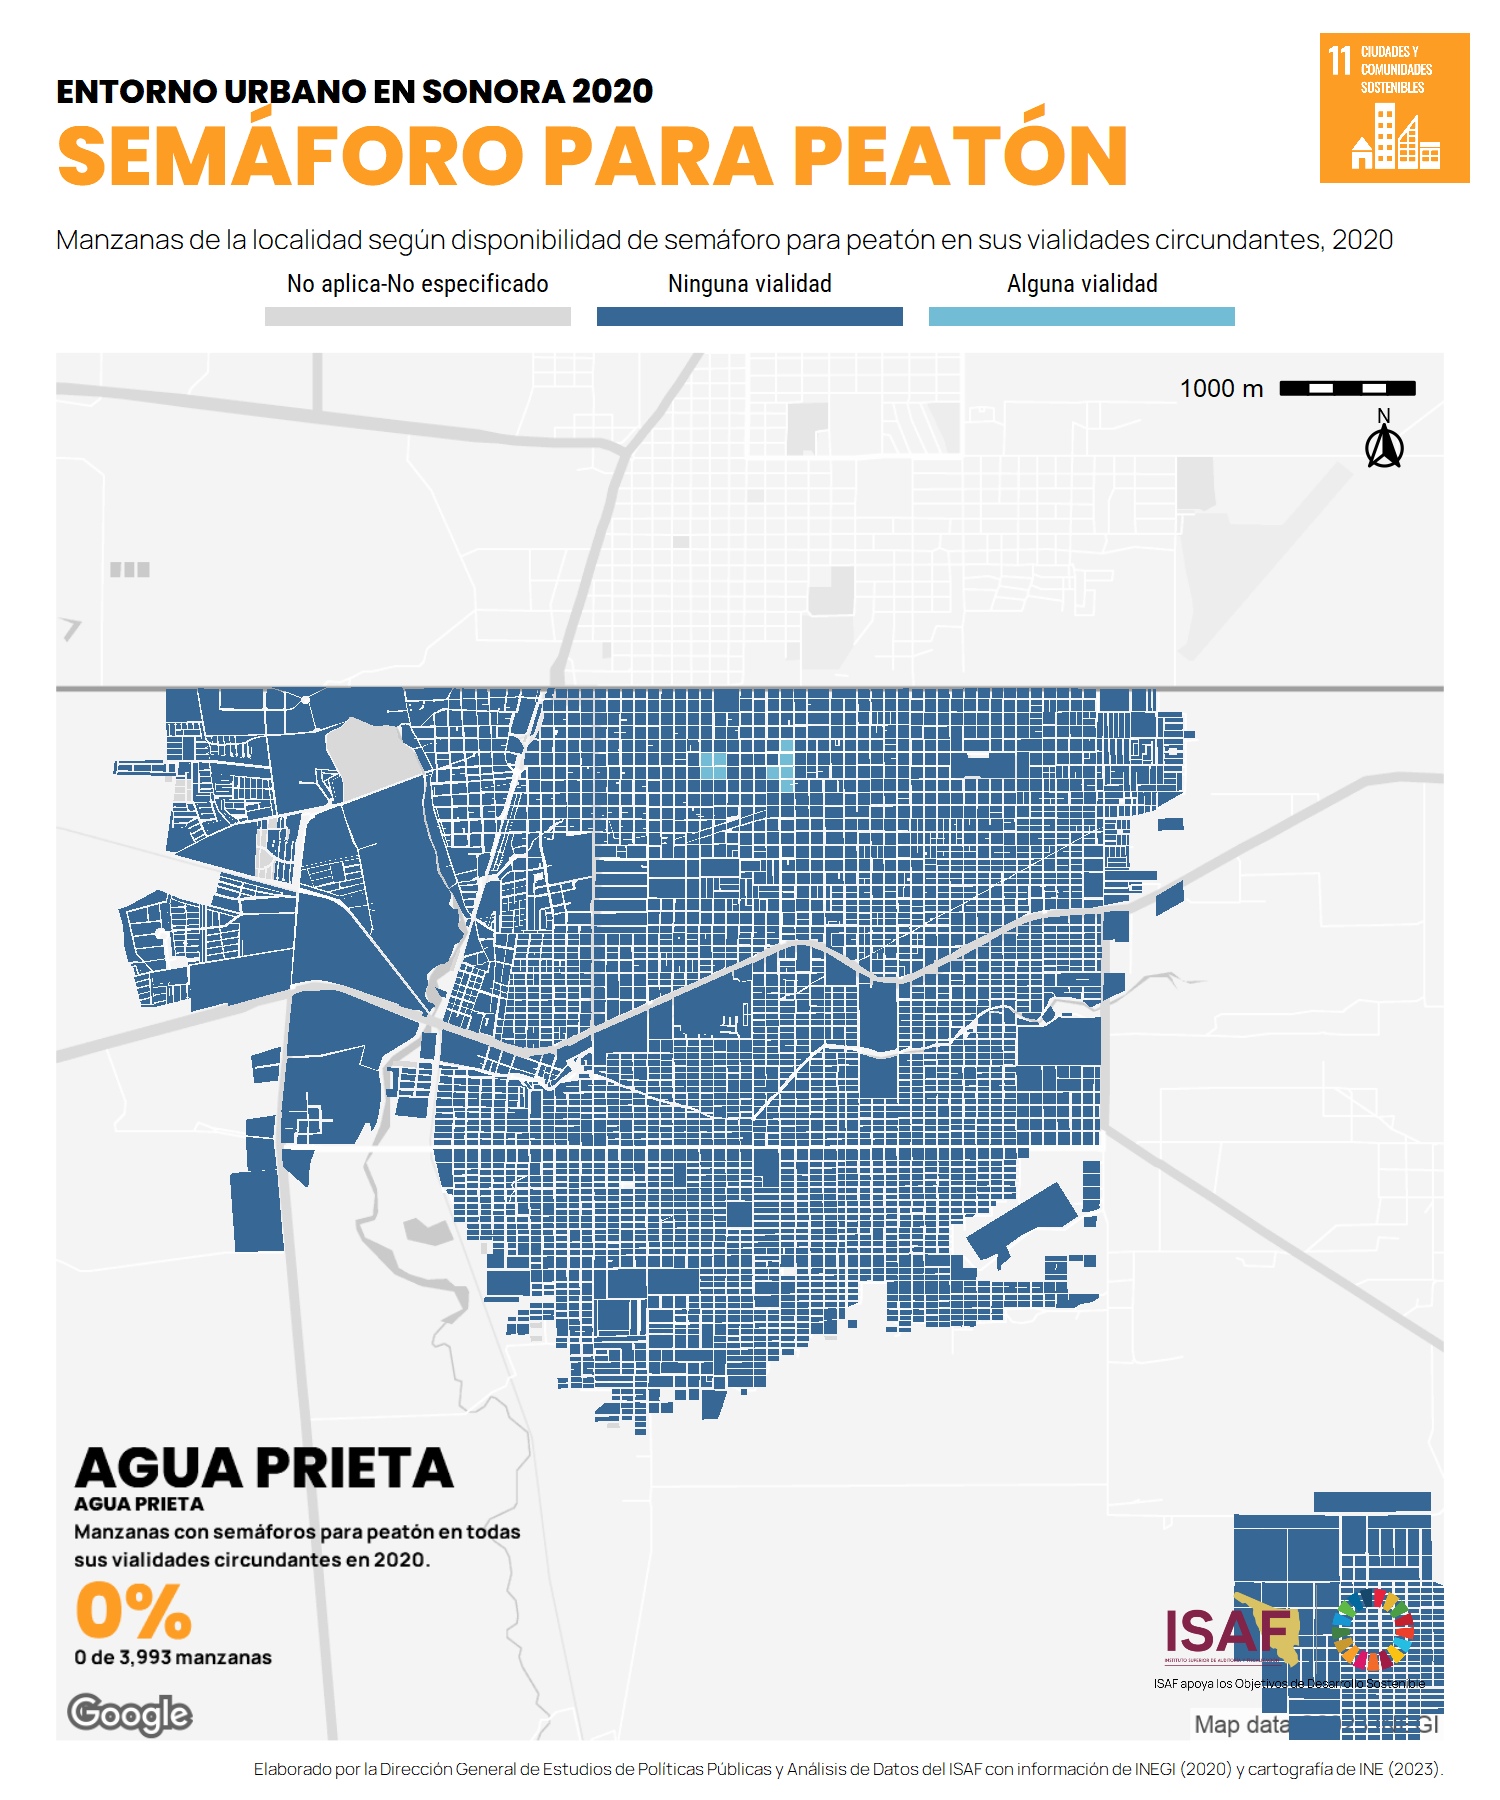 11 CIUDADES Y
COMUNIDADES
SOSTENIBLES
ENTORNO URBANO EN SONORA 2020
SEMÁFORO PARA PEATÓN
Manzanas de la localidad según disponibilidad de semáforo para peatón en sus vialidades circundantes, 2020
No aplica-No especificado
Ninguna vialidad
Alguna vialidad
1000 m
N
AGUA PRIETA
AGUA PRIETA
Manzanas con semáforos para peatón en todas
sus vialidades circundantes en 2020.
0%
0 de 3,993 manzanas
Google
ISAF
ISAF apoya los Objetivos de Desarrollo Sostenible
Map data
Elaborado por la Dirección General de Estudios de Políticas Públicas y Análisis de Datos del ISAF con información de INEGI (2020) y cartografía de INE (2023).